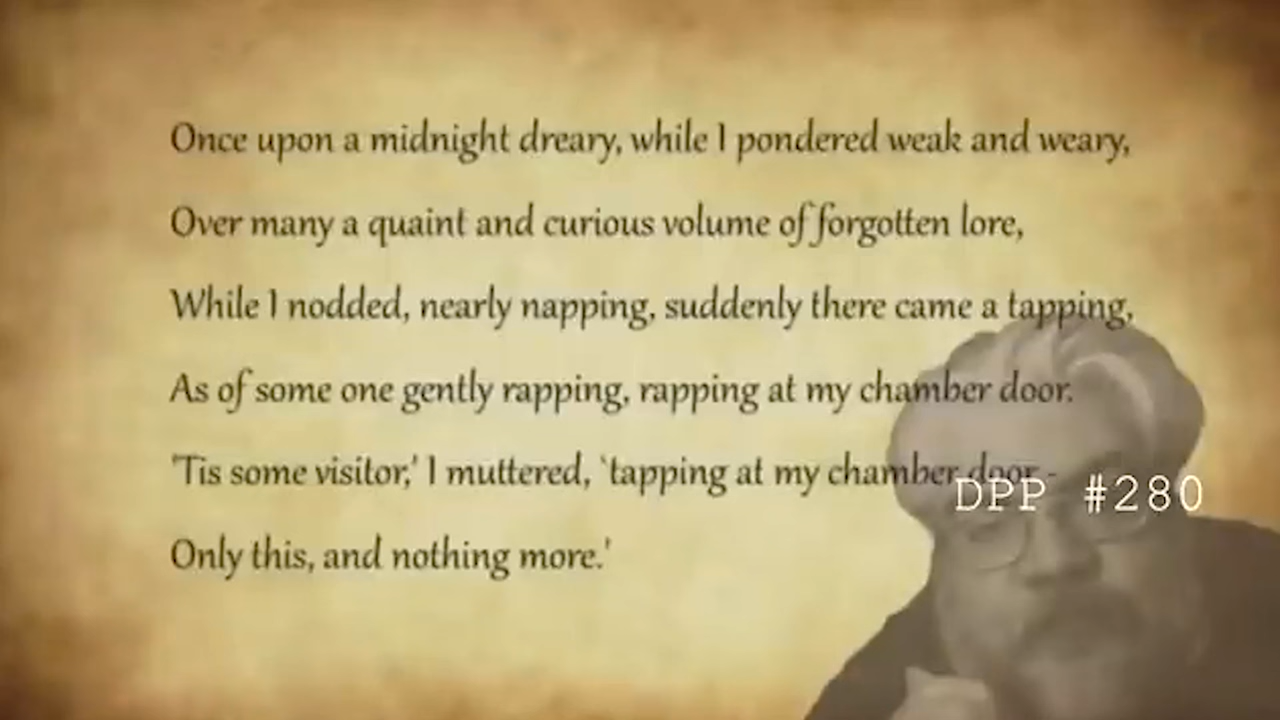 Once upon a midnight dreary, while I pondered weak and weary,
Over many a quaint and curious volume of forgotten lore,
While I nodded, nearly napping, suddenly there came a tapping,
As of some one gently rapping, rapping at my chamber door.
'Tis some visitor,' I muttered, `tapping at my chamber door -
DPP #280
Only this, and nothing more.'